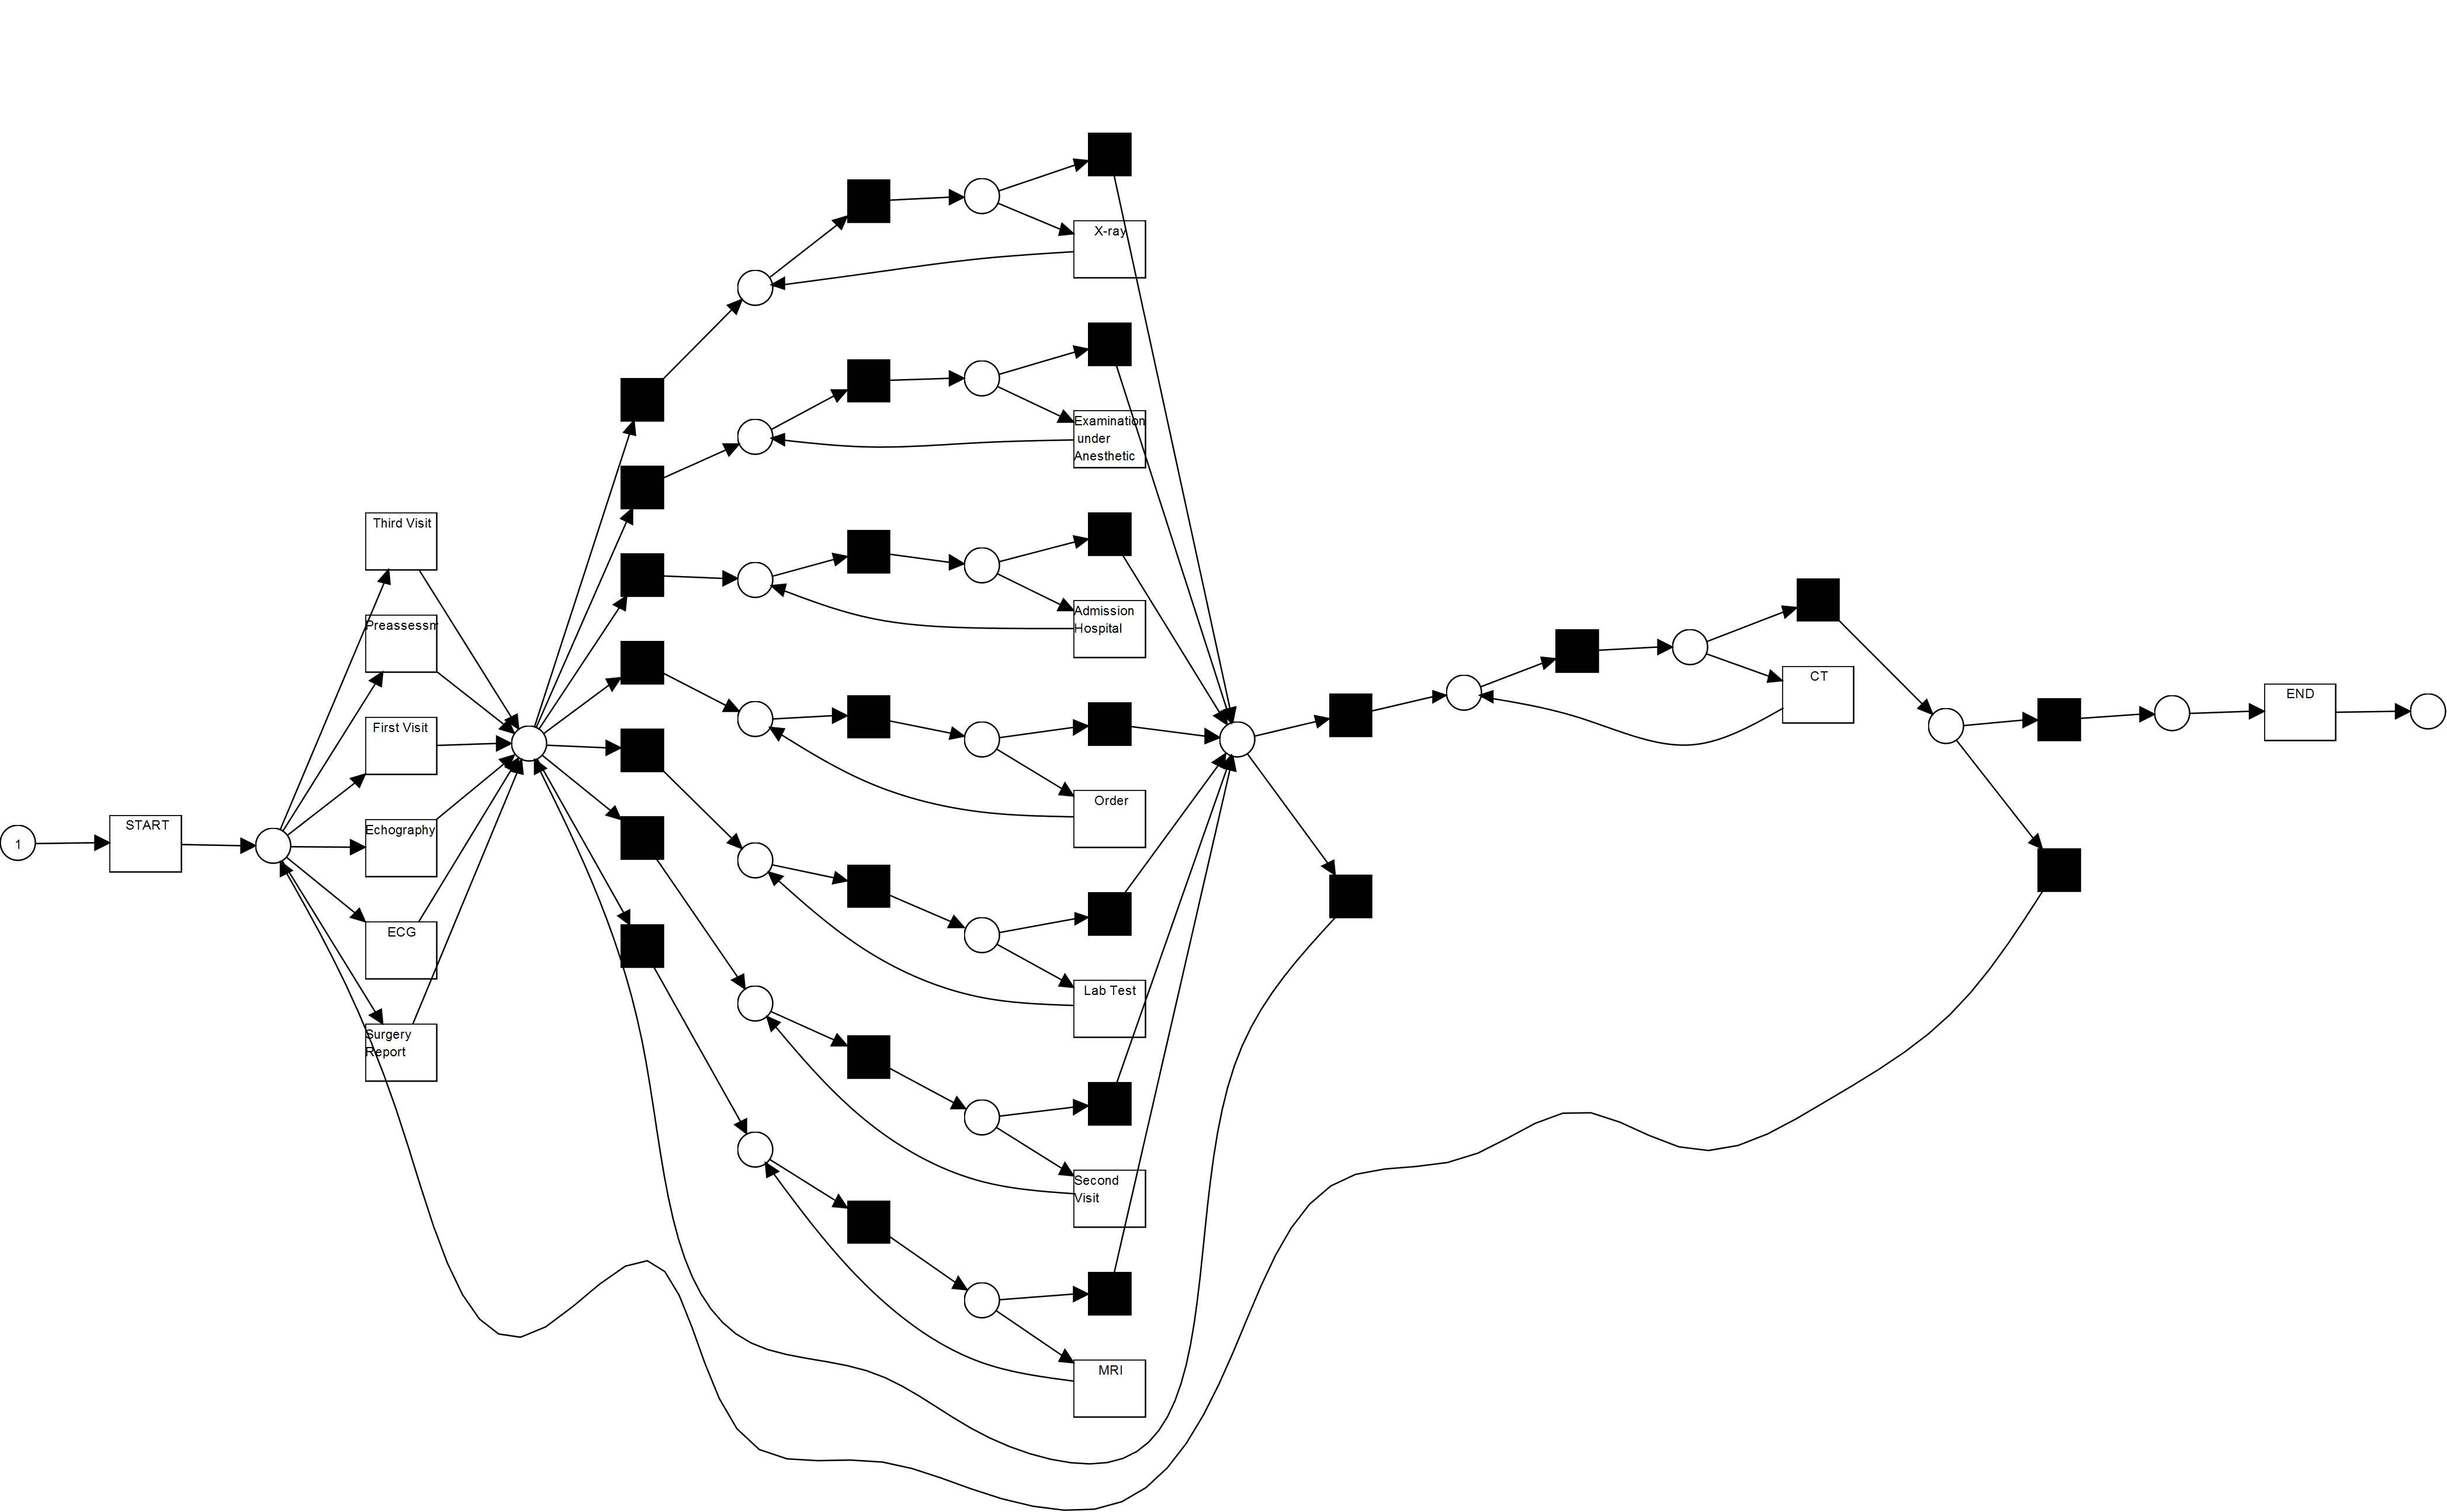 1
START
Third Visit
Preassessm
First Visit
Echography
ECG
Surgery
Report
X-ray
Examination
under
Anesthetic
Admission
Hospital
Order
Lab Test
Second
Visit
MRI
CT
END